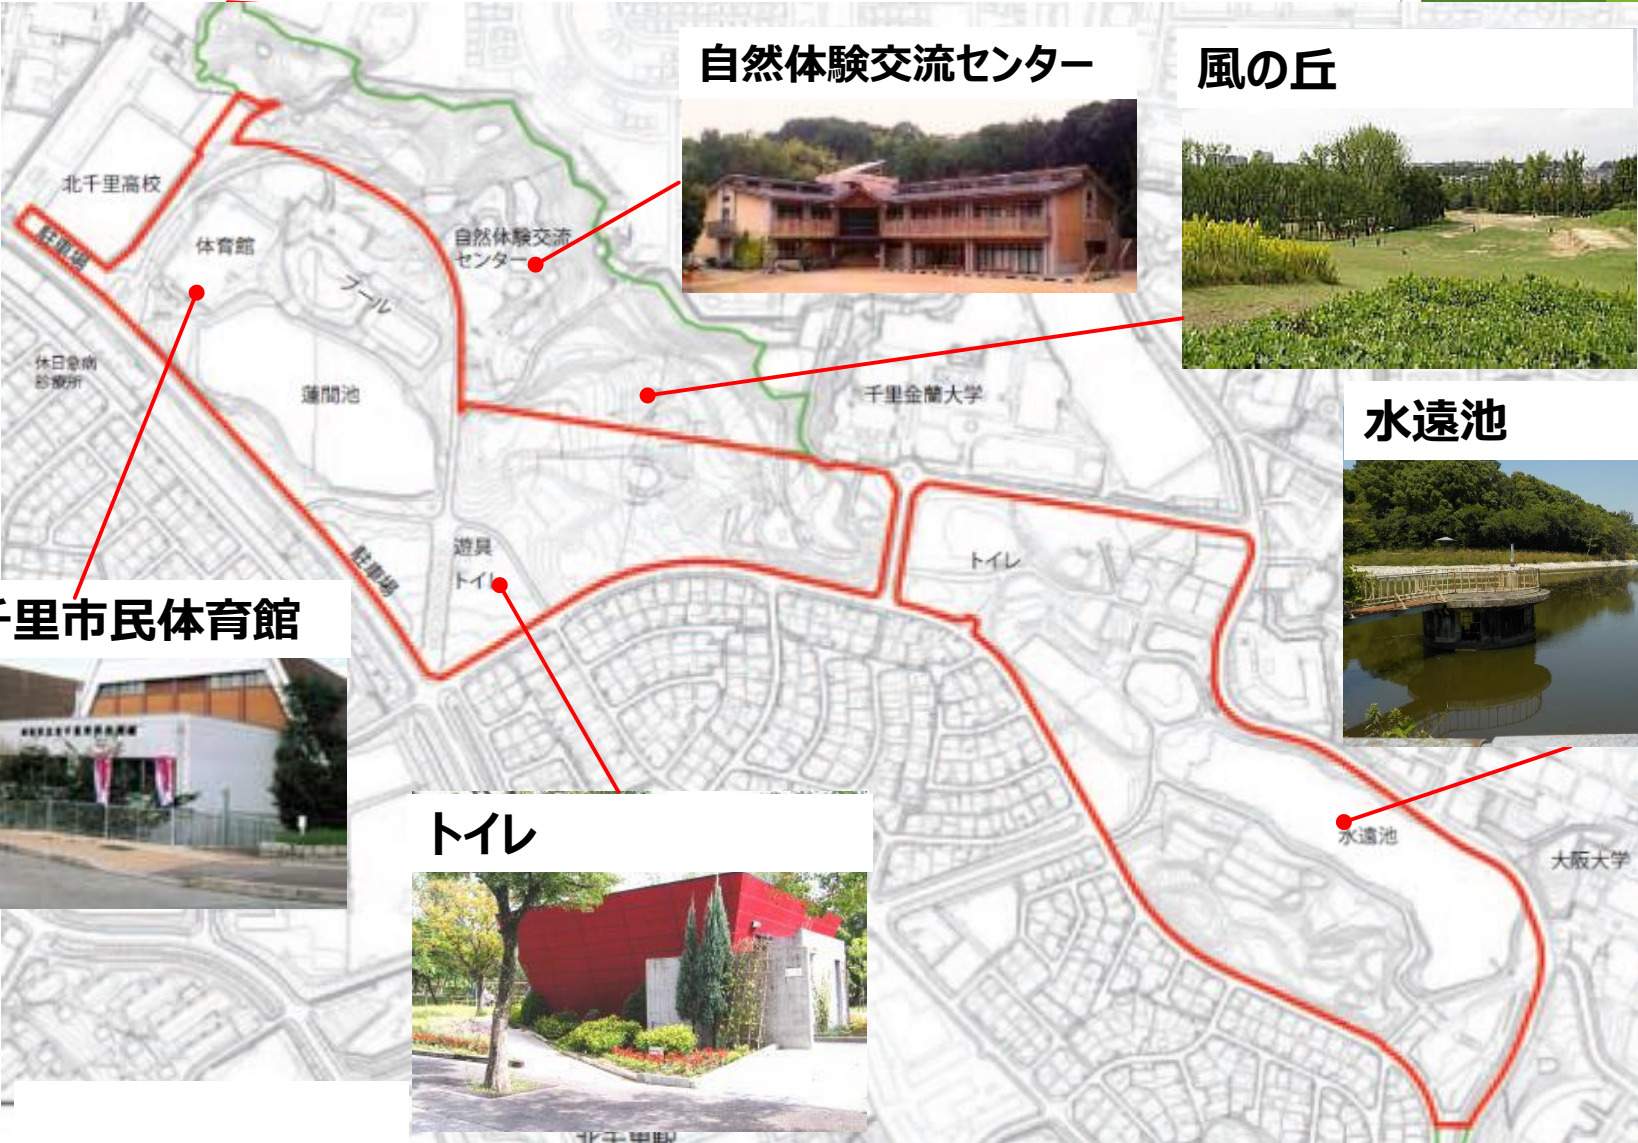 自然体験交流センター
風の丘
北千里高校
駐車場
体育館
自然体験交流
センター
プール
休日急病
診療所
蓮間池
千里金蘭大学
水遠池
遊具
トイレ
駐車場
トイレ
千里市民体育館
水遠池
大阪大学
トイレ
北千里駅